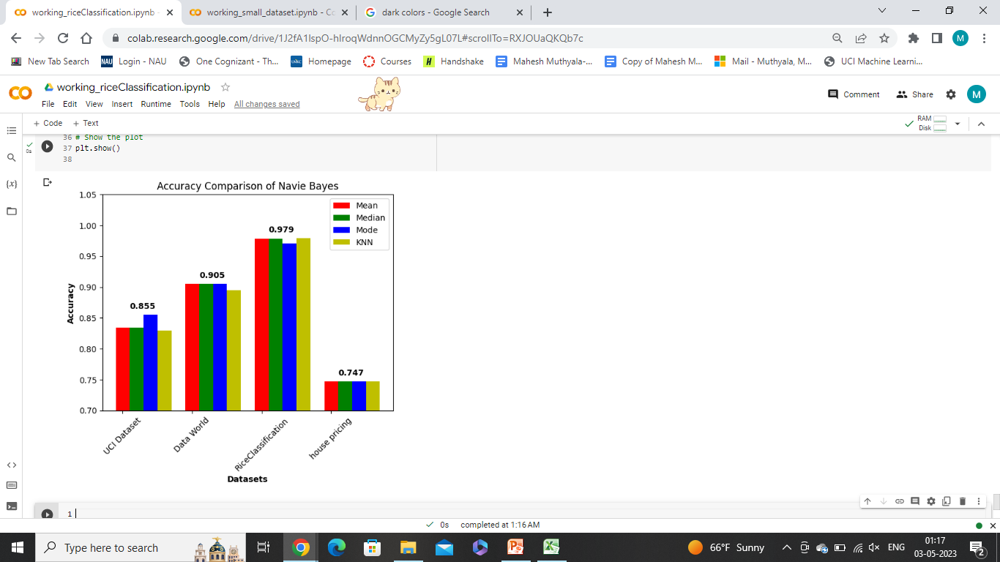 working_riceClassification.ipynb -
working_small_dataset.ipynb - Co
dark colors - Google Search
colab.research.google.com/drive/1J2fA1IspO-hIroqWdnnOGCMyZy5gL07L#scrollTo=RXJOUaQKQb7c
M
New Tab Search
NAU Login - NAU
One Cognizant - Th...
UMKC Homepage
Courses
H Handshake
Mahesh Muthyala-...
Copy of Mahesh M...
Mail - Muthyala, M...
UCI Machine Learni...
working_riceClassification.ipynb
File Edit View Insert Runtime Tools Help All changes saved
Comment Share M
+ Code + Text
RAM
Disk
0s
36 # Show the plot
37 plt.show()
38
{x}
Accuracy Comparison of Navie Bayes
1.05
1.00
0.95
0.90
0.85
0.80
0.75
0.70
Accuracy
Mean
Median
Mode
KNN
0.855
0.905
0.979
0.747
UCI Dataset
Data World
RiceClassification
house pricing
Datasets
1
0s completed at 1:16 AM
Type here to search
66°F Sunny
ENG
01:17
03-05-2023
2